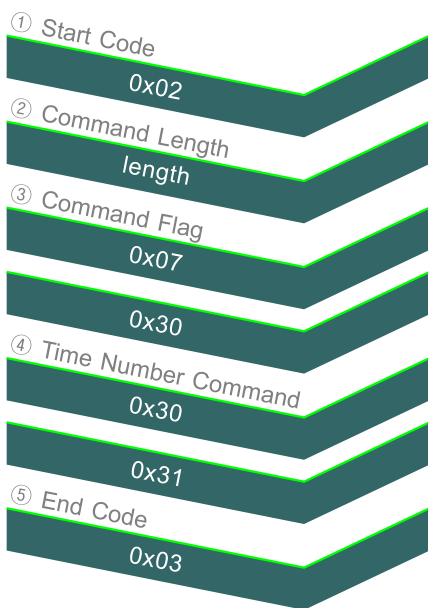 ① Start Code
0x02
② Command Length
length
③ Command Flag
0x07
0x30
④ Time Number Command
0x30
0x31
⑤ End Code
0x03